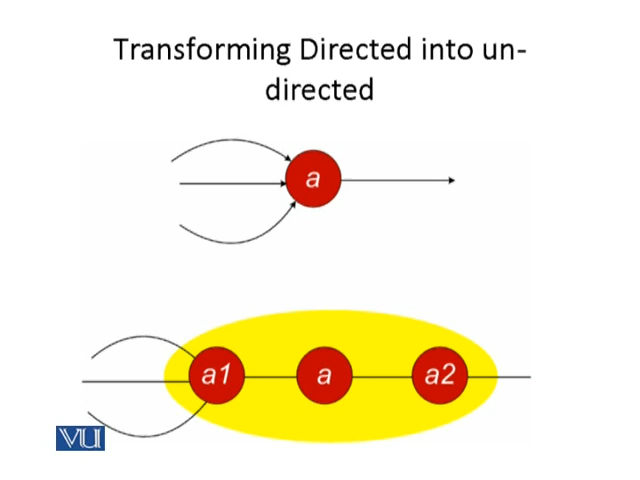 Transforming Directed into un-
directed
a
a1 a a2
VU